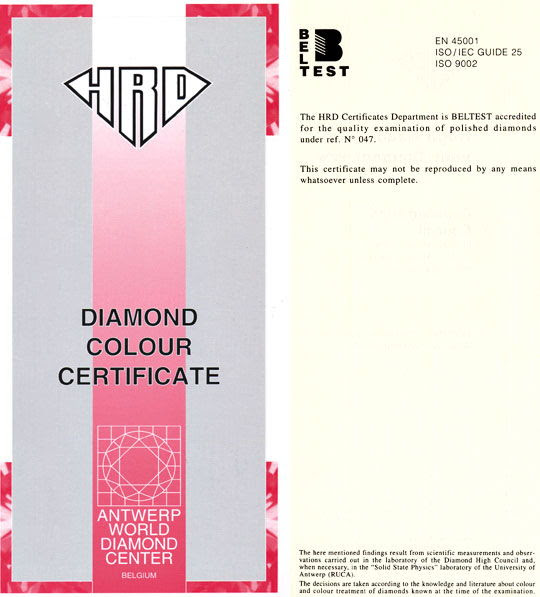 HRD
DIAMOND
COLOUR
CERTIFICATE
ANTWERP
WORLD
DIAMOND
CENTER
BELGIUM
BELTEST
EN 45001
ISO/IEC GUIDE 25
ISO 9002
The HRD Certificates Department is BELTEST accredited
for the quality examination of polished diamonds
under ref. N° 047.
This certificate may not be reproduced by any means
whatsoever unless complete.
The here mentioned findings result from scientific measurements and obser-
vations carried out in the laboratory of the Diamond High Council and,
when necessary, in the "Solid State Physics" laboratory of the University of
Antwerp (RUCA).
The decisions are taken according to the knowledge and literature about colour
and colour treatment of diamonds known at the time of the examination.